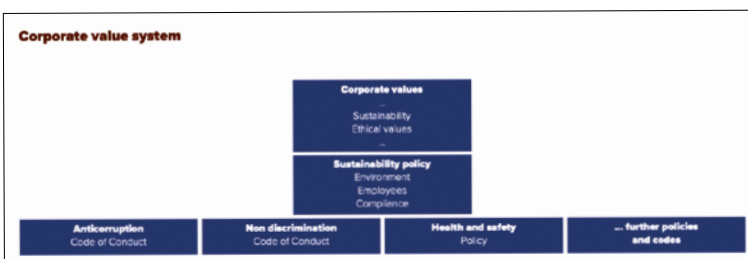 Corporate value system
Corporate values
...
Sustainability
Ethical values
...
Sustainability policy
Environment
Employees
Compliance
Anticorruption
Code of Conduct
Non discrimination
Code of Conduct
Health and safety
Policy
... further policies
and codes